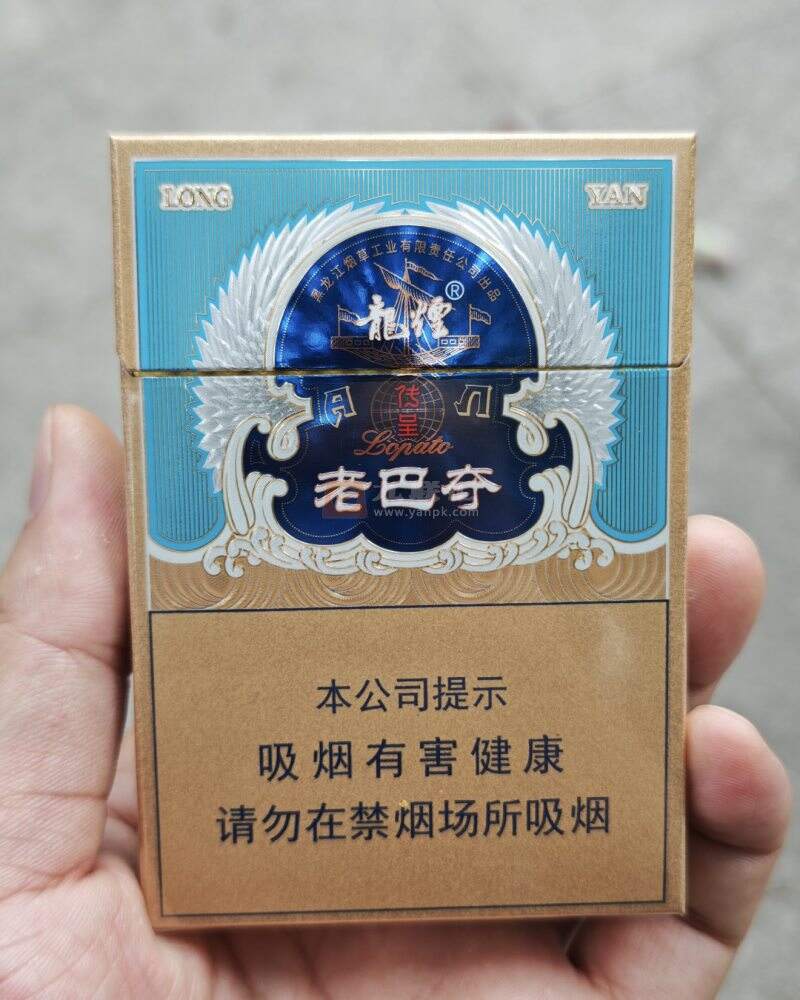 LONG YAN
黑龙江烟草工业有限责任公司出品
龍煙®
А Л
传呈
Lopato
老巴夺
www.yanpk.com
本公司提示
吸烟有害健康
请勿在禁烟场所吸烟